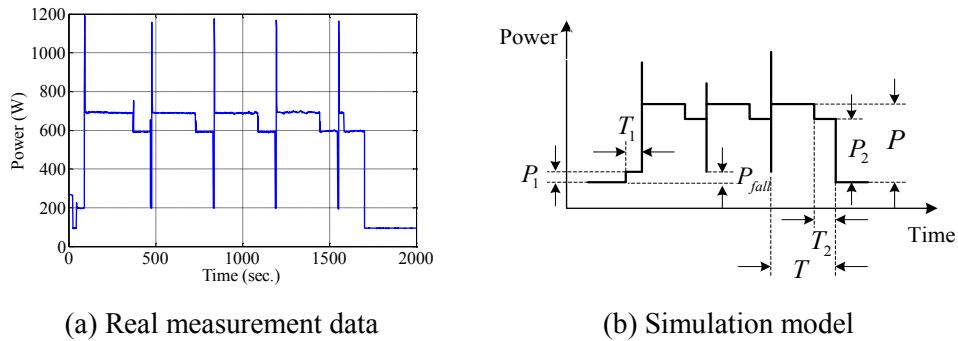 1200
1000
800
600
400
200
0
Power (W)
0 500 1000 1500 2000
Time (sec.)
(a) Real measurement data
Power
T1
P1
Pfall
P2
P
T2
T
Time
(b) Simulation model